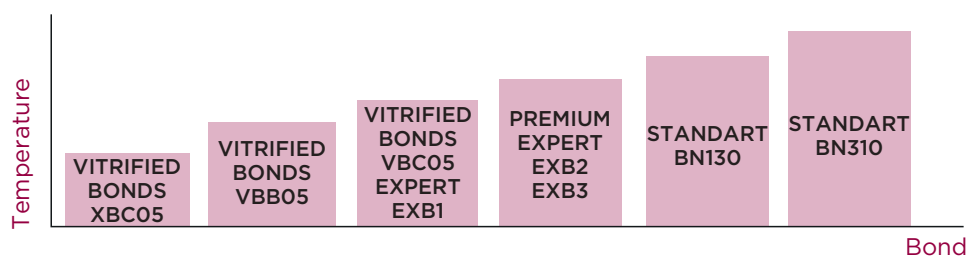 Temperature
VITRIFIED
BONDS
XBC05
VITRIFIED
BONDS
VBB05
VITRIFIED
BONDS
VBC05
EXPERT
EXB1
PREMIUM
EXPERT
EXB2
EXB3
STANDART
BN130
STANDART
BN310
Bond